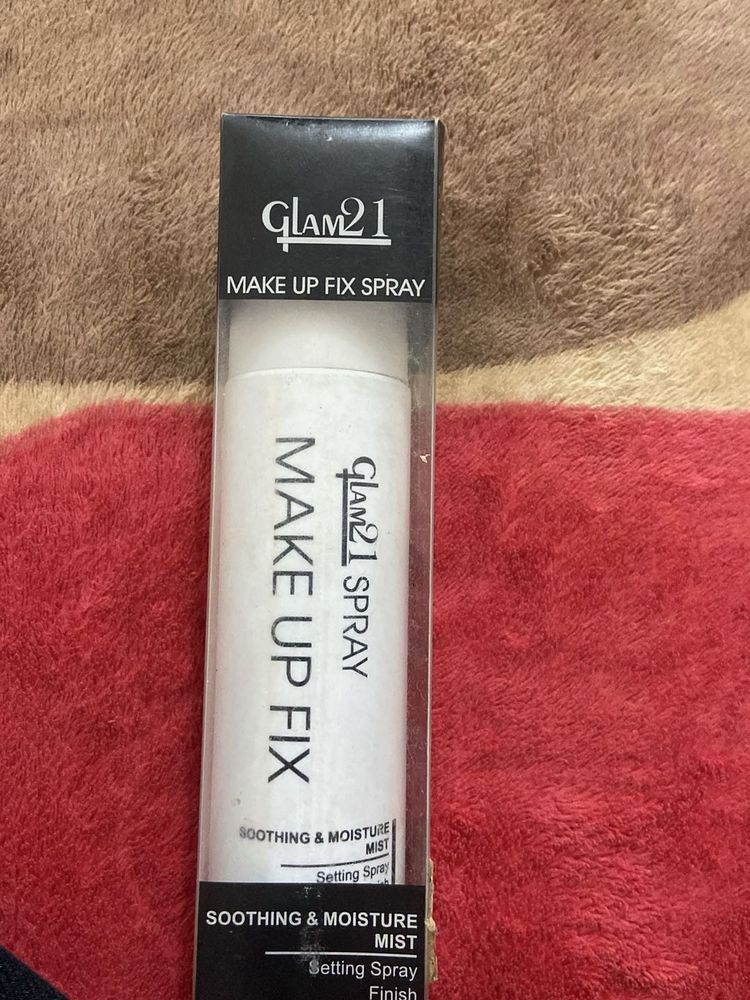 Glam21
MAKE UP FIX SPRAY
Glam21 SPRAY
MAKE UP FIX
SOOTHING & MOISTURE
MIST
Setting Spray
SOOTHING & MOISTURE
MIST
Setting Spray
Finish